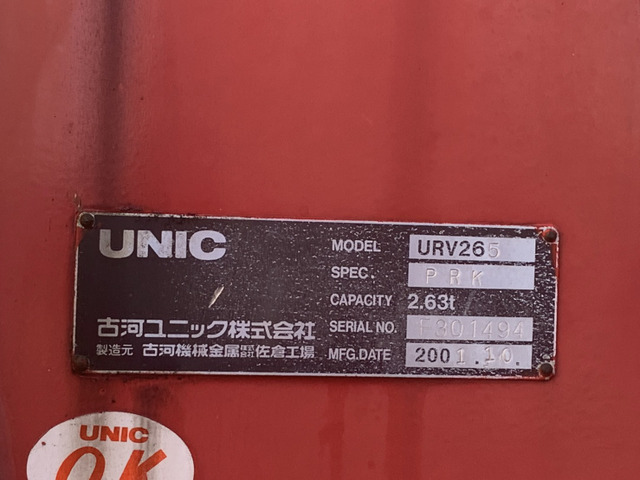 UNIC
MODEL URV265
SPEC. PRK
CAPACITY 2.63t
SERIAL NO. F301494
MFG.DATE 2001.10.
古河ユニック株式会社
製造元 古河機械金属株式会社佐倉工場
UNIC
OK